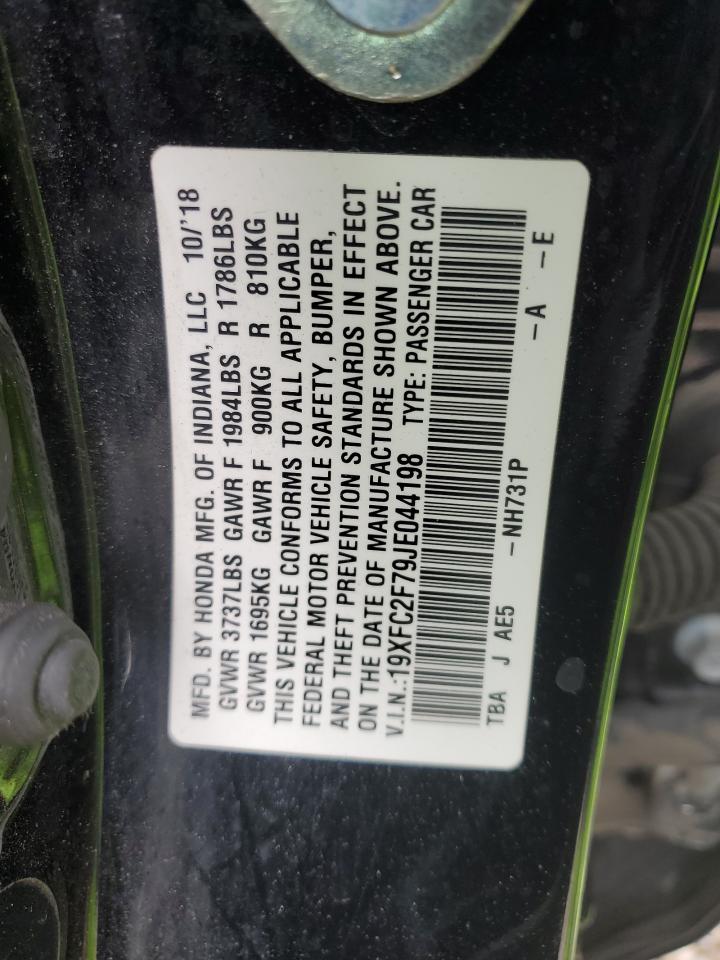 MFD. BY HONDA MFG. OF INDIANA, LLC 10/'18
GVWR 3737LBS GAWR F 1984LBS R 1786LBS
GVWR 1695KG GAWR F 900KG R 810KG
THIS VEHICLE CONFORMS TO ALL APPLICABLE
FEDERAL MOTOR VEHICLE SAFETY, BUMPER,
AND THEFT PREVENTION STANDARDS IN EFFECT
ON THE DATE OF MANUFACTURE SHOWN ABOVE.
V.I.N.:19XFC2F79JE044198 TYPE: PASSENGER CAR
TBA J AE5 -NH731P -A -E